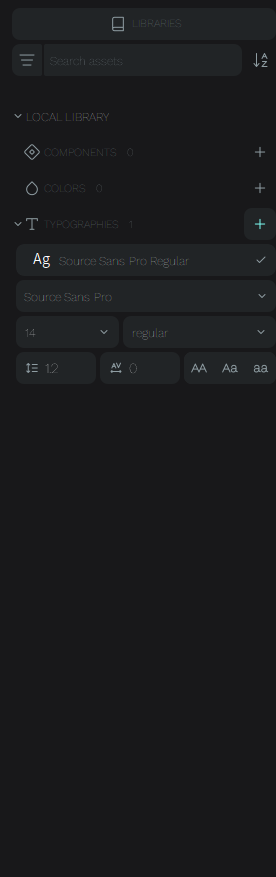 LIBRARIES
Search assets
A
Z
LOCAL LIBRARY
COMPONENTS 0
COLORS 0
TYPOGRAPHIES 1
Ag Source Sans Pro Regular
Source Sans Pro
14 regular
1.2 AV 0 AA Aa aa